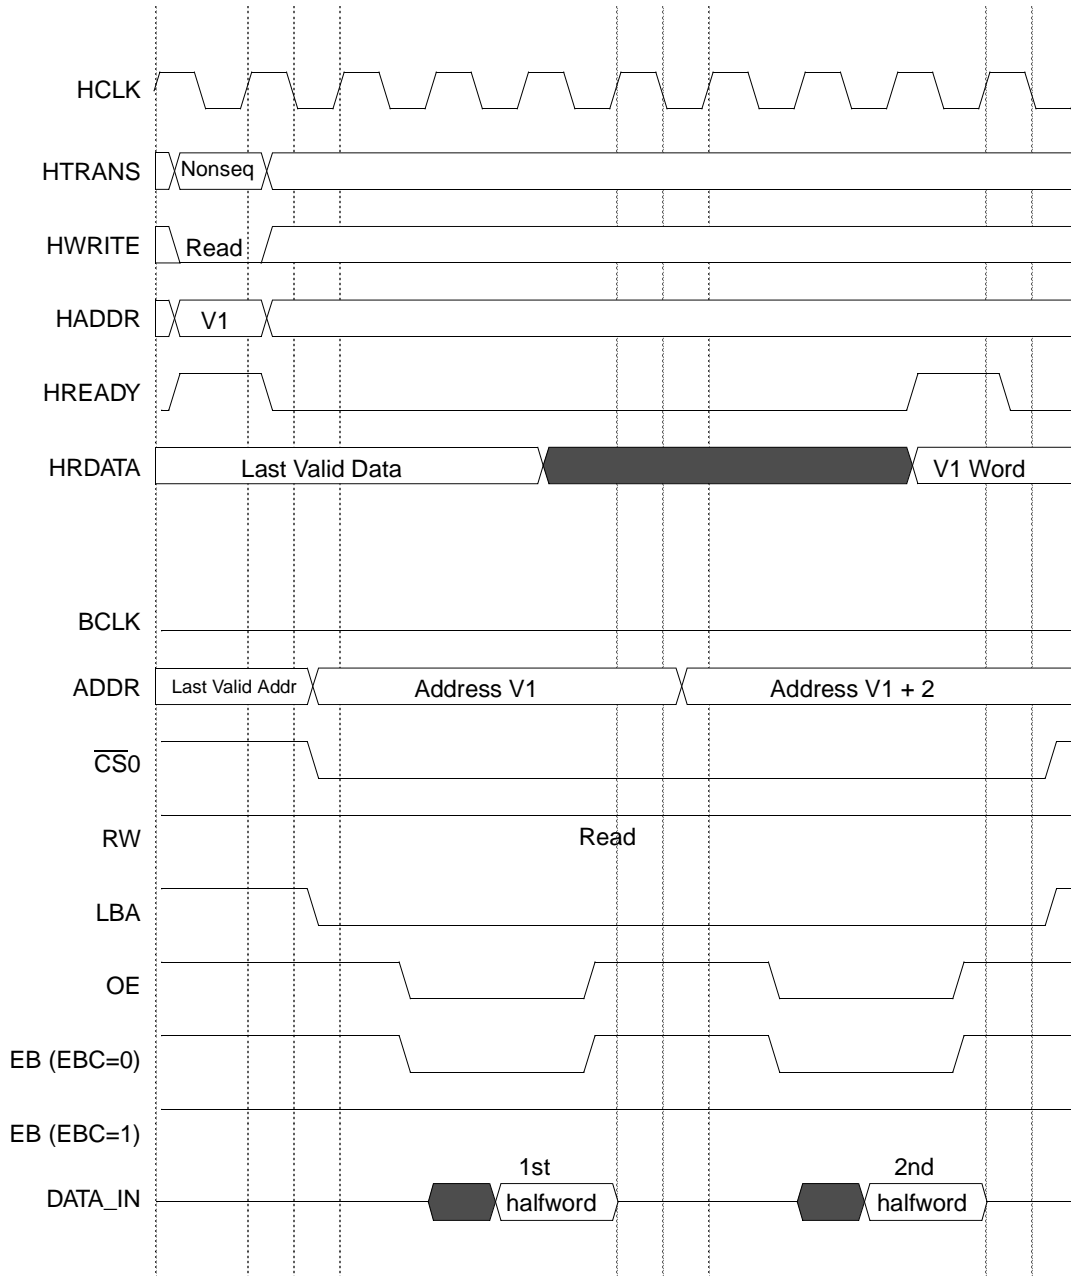 HCLK
HTRANS Nonseq
HWRITE Read
HADDR V1
HREADY
HRDATA Last Valid Data V1 Word
BCLK
ADDR Last Valid Addr Address V1 Address V1 + 2
CS0
RW Read
LBA
OE
EB (EBC=0)
EB (EBC=1)
1st 2nd
DATA_IN halfword halfword